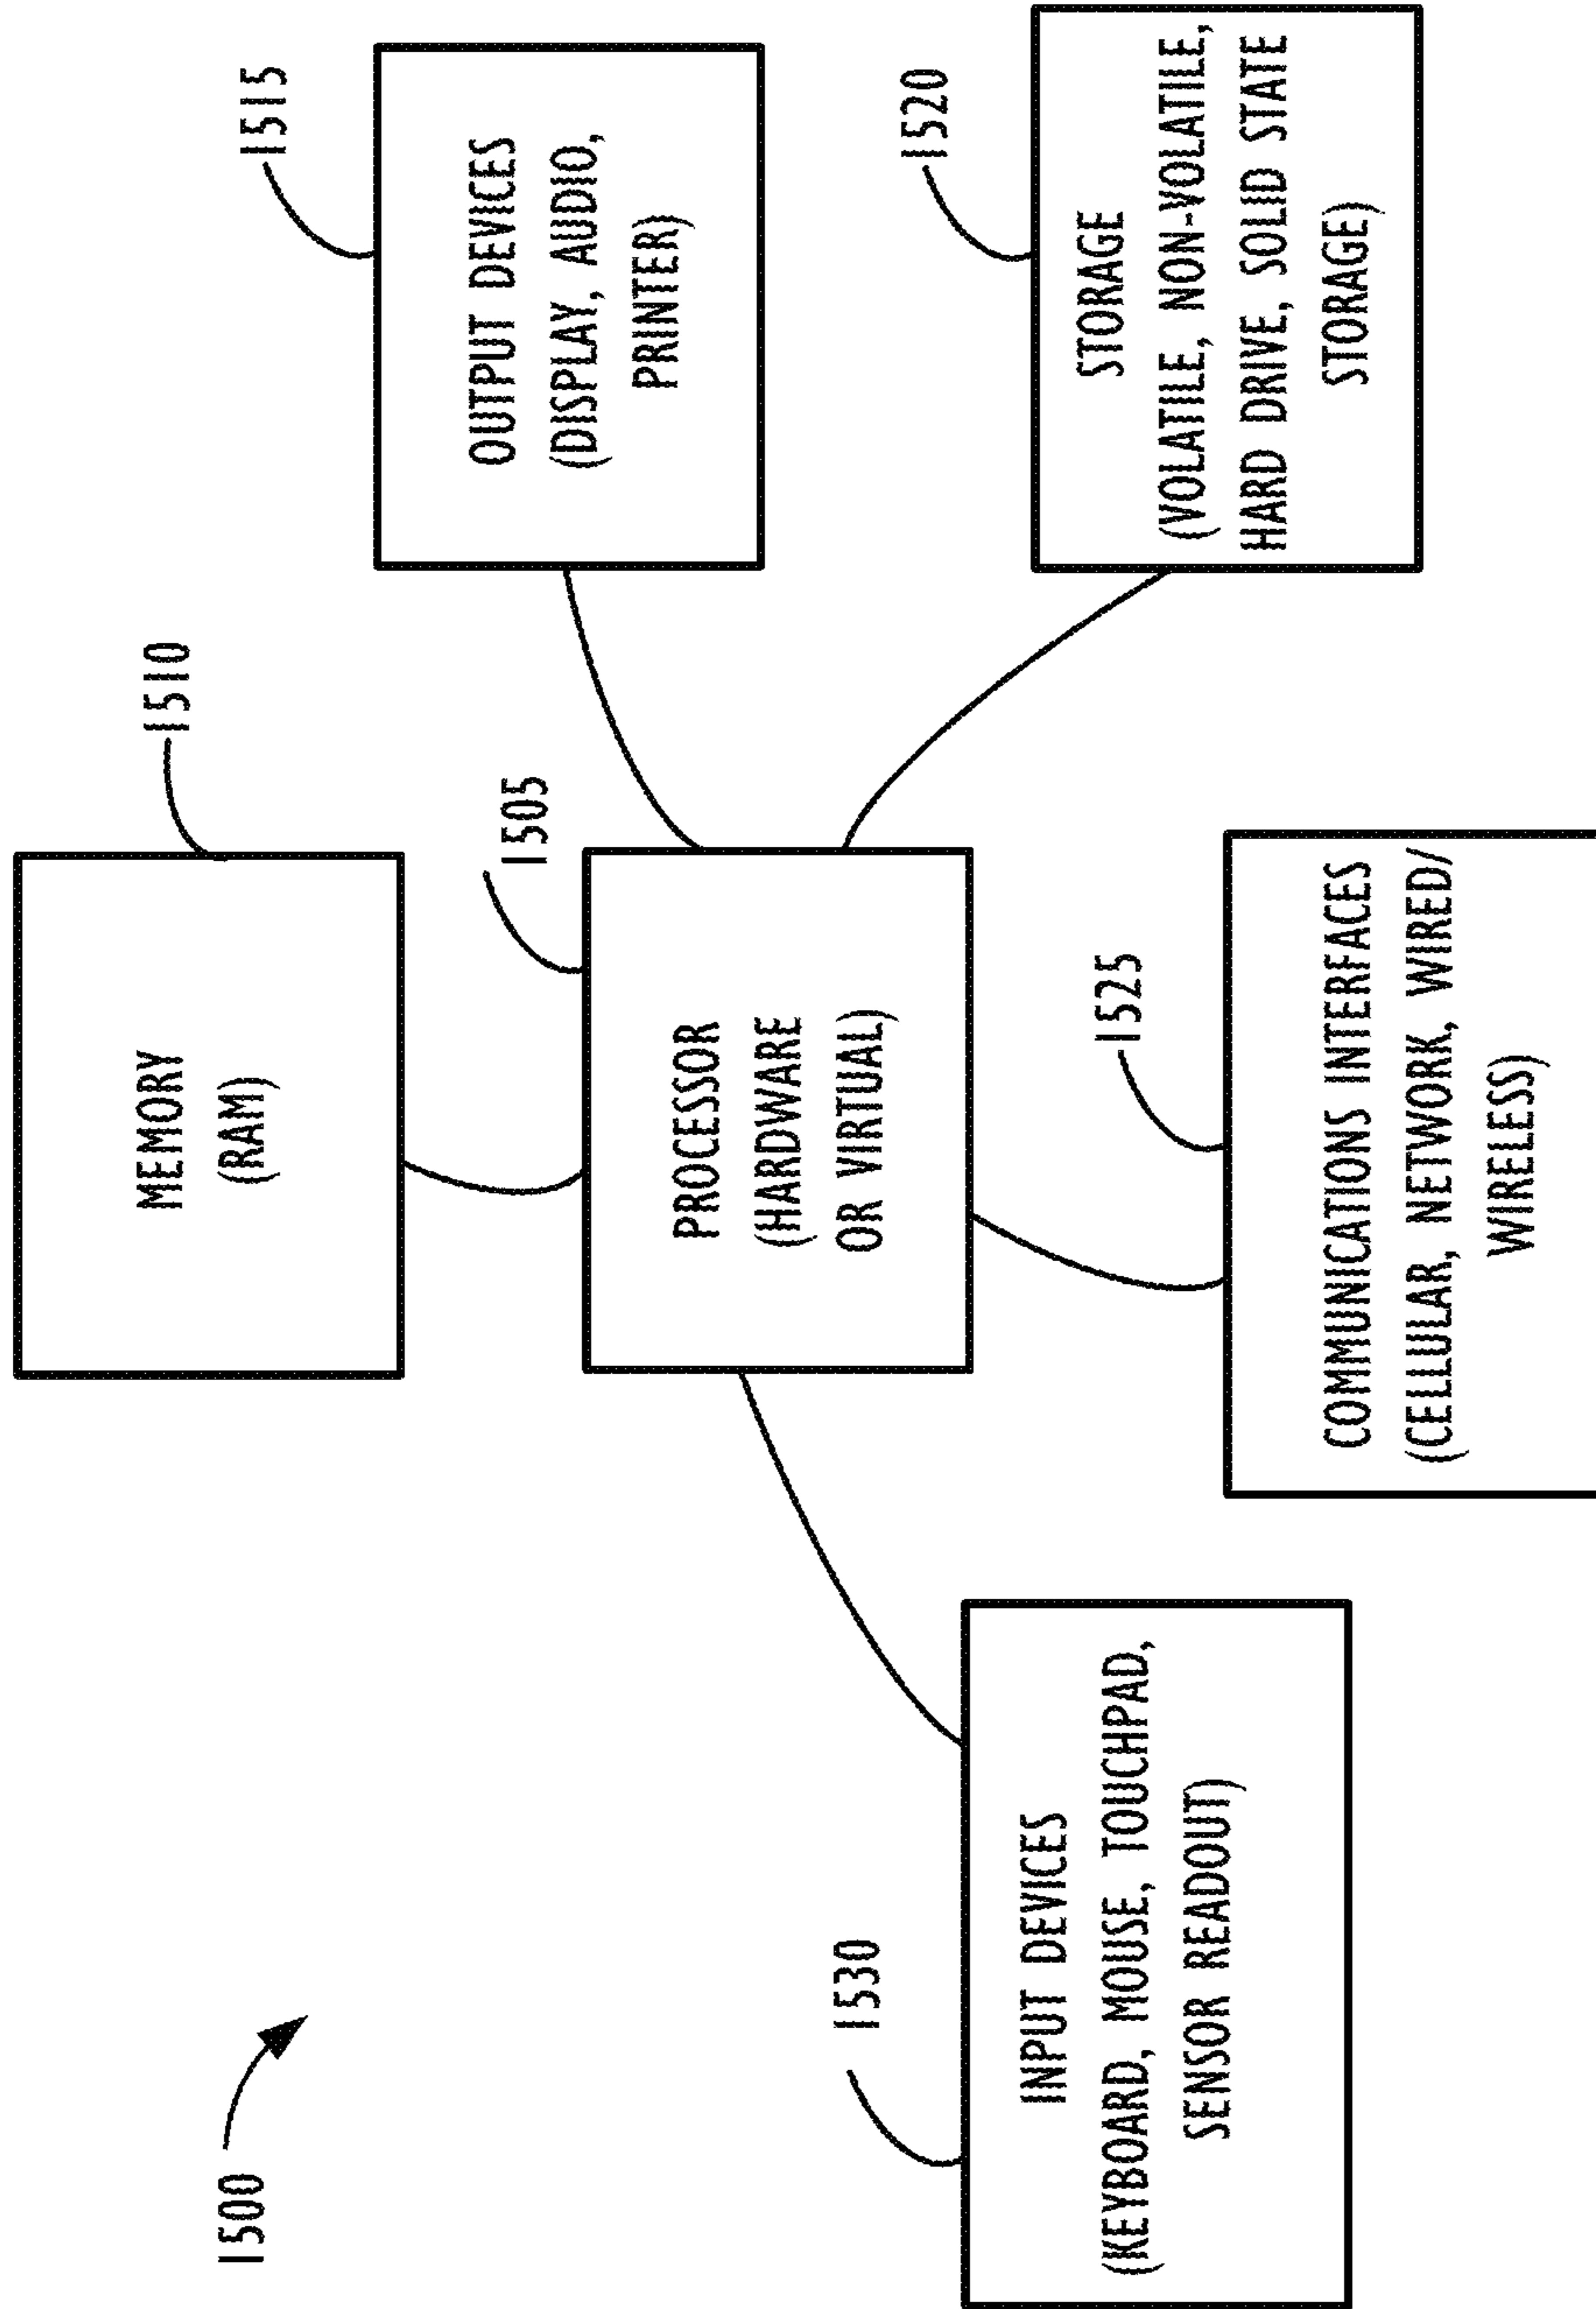 1500
1510
MEMORY
(RAM)
1515
OUTPUT DEVICES
(DISPLAY, AUDIO,
PRINTER)
1505
PROCESSOR
(HARDWARE
OR VIRTUAL)
1520
STORAGE
(VOLATILE, NON-VOLATILE,
HARD DRIVE, SOLID STATE
STORAGE)
1530
INPUT DEVICES
(KEYBOARD, MOUSE, TOUCHPAD,
SENSOR READOUT)
1525
COMMUNICATIONS INTERFACES
(CELLULAR, NETWORK, WIRED/
WIRELESS)